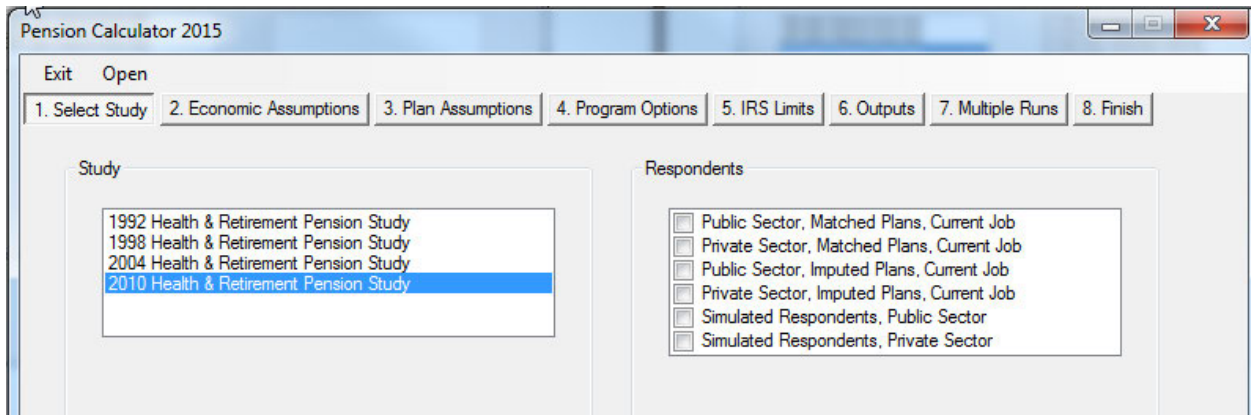 Pension Calculator 2015
Exit Open
1. Select Study 2. Economic Assumptions 3. Plan Assumptions 4. Program Options 5. IRS Limits 6. Outputs 7. Multiple Runs 8. Finish
Study
1992 Health & Retirement Pension Study
1998 Health & Retirement Pension Study
2004 Health & Retirement Pension Study
2010 Health & Retirement Pension Study
Respondents
Public Sector, Matched Plans, Current Job
Private Sector, Matched Plans, Current Job
Public Sector, Imputed Plans, Current Job
Private Sector, Imputed Plans, Current Job
Simulated Respondents, Public Sector
Simulated Respondents, Private Sector